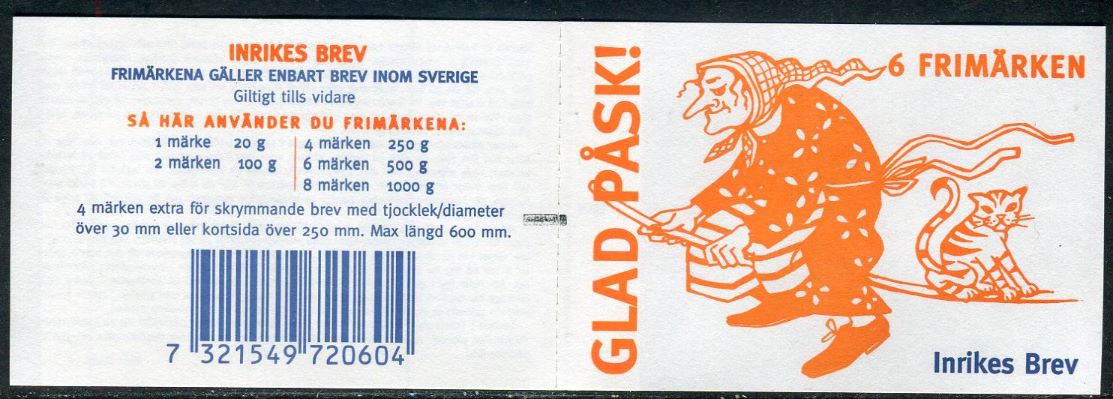 INRIKES BREV
FRIMÄRKENA GÄLLER ENBART BREV INOM SVERIGE
Giltigt tills vidare
SÅ HÄR ANVÄNDER DU FRIMÄRKENA:
1 märke 20 g
2 märken 100 g
4 märken 250 g
6 märken 500 g
8 märken 1000 g
4 märken extra för skrymmande brev med tjocklek/diameter
över 30 mm eller kortsida över 250 mm. Max längd 600 mm.
7 321549 720604
GLAD PÅSK!
6 FRIMÄRKEN
Inrikes Brev